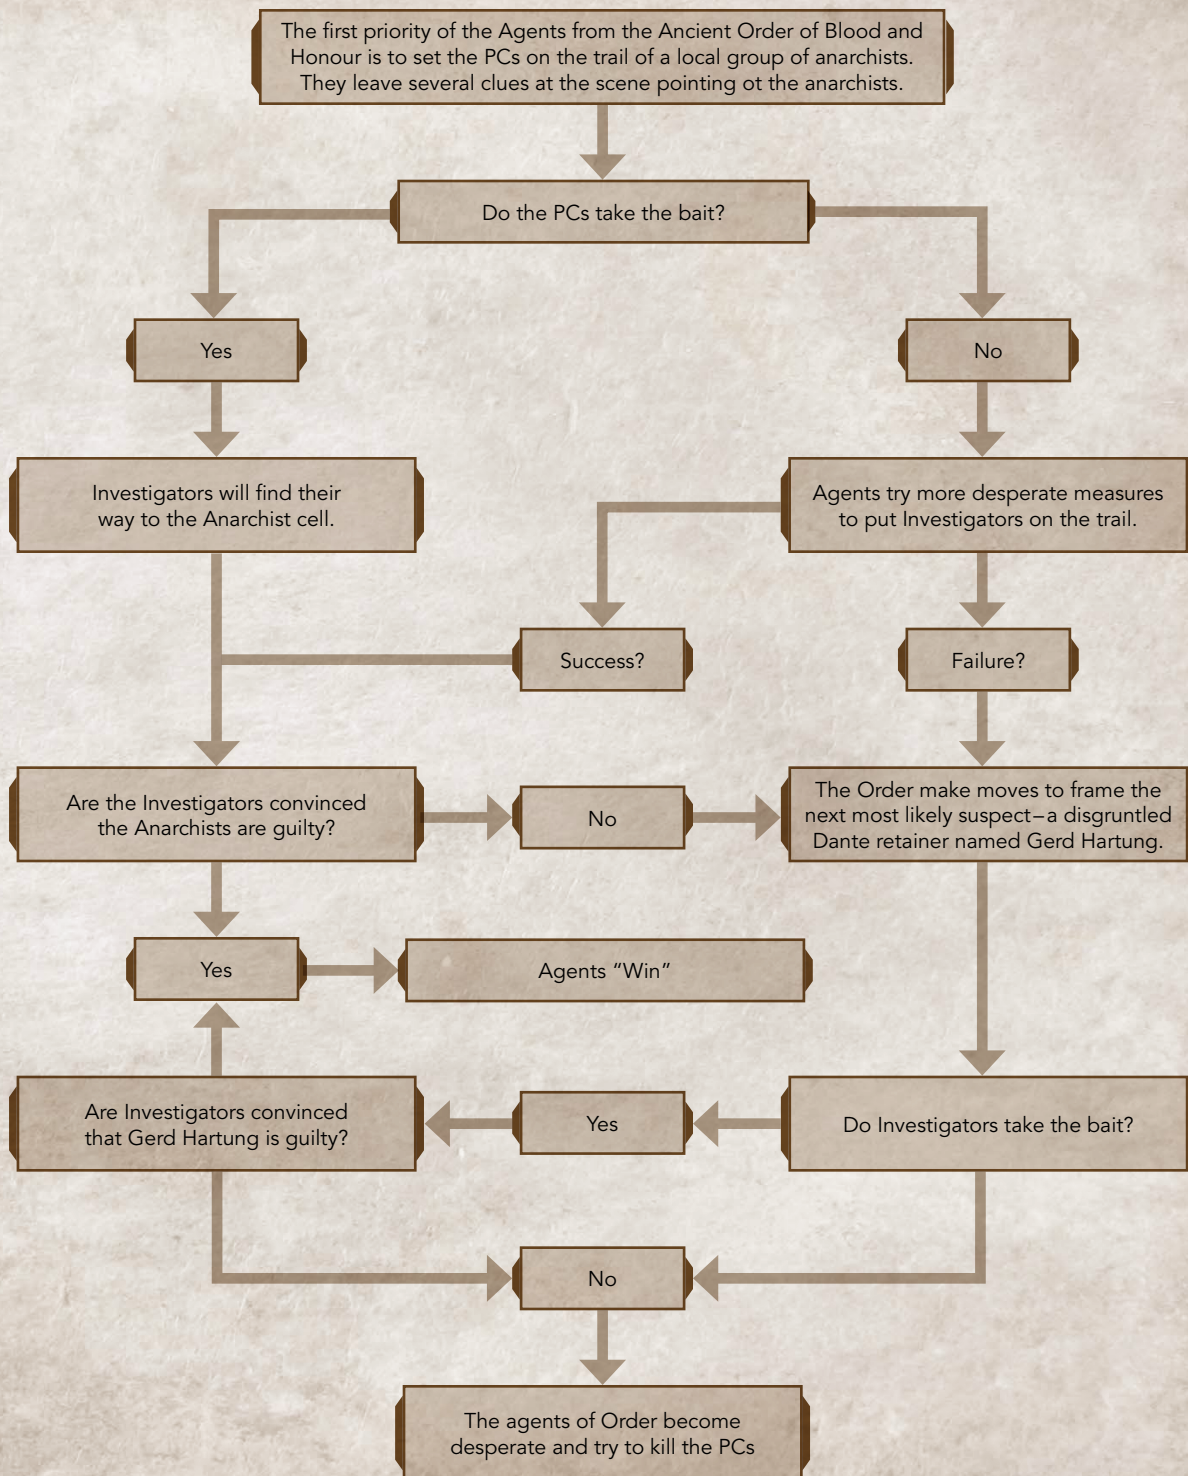 The first priority of the Agents from the Ancient Order of Blood and
Honour is to set the PCs on the trail of a local group of anarchists.
They leave several clues at the scene pointing ot the anarchists.
Do the PCs take the bait?
Yes
No
Investigators will find their
way to the Anarchist cell.
Agents try more desperate measures
to put Investigators on the trail.
Success?
Failure?
Are the Investigators convinced
the Anarchists are guilty?
No
The Order make moves to frame the
next most likely suspect–a disgruntled
Dante retainer named Gerd Hartung.
Yes
Agents “Win”
Are Investigators convinced
that Gerd Hartung is guilty?
Yes
Do Investigators take the bait?
No
The agents of Order become
desperate and try to kill the PCs